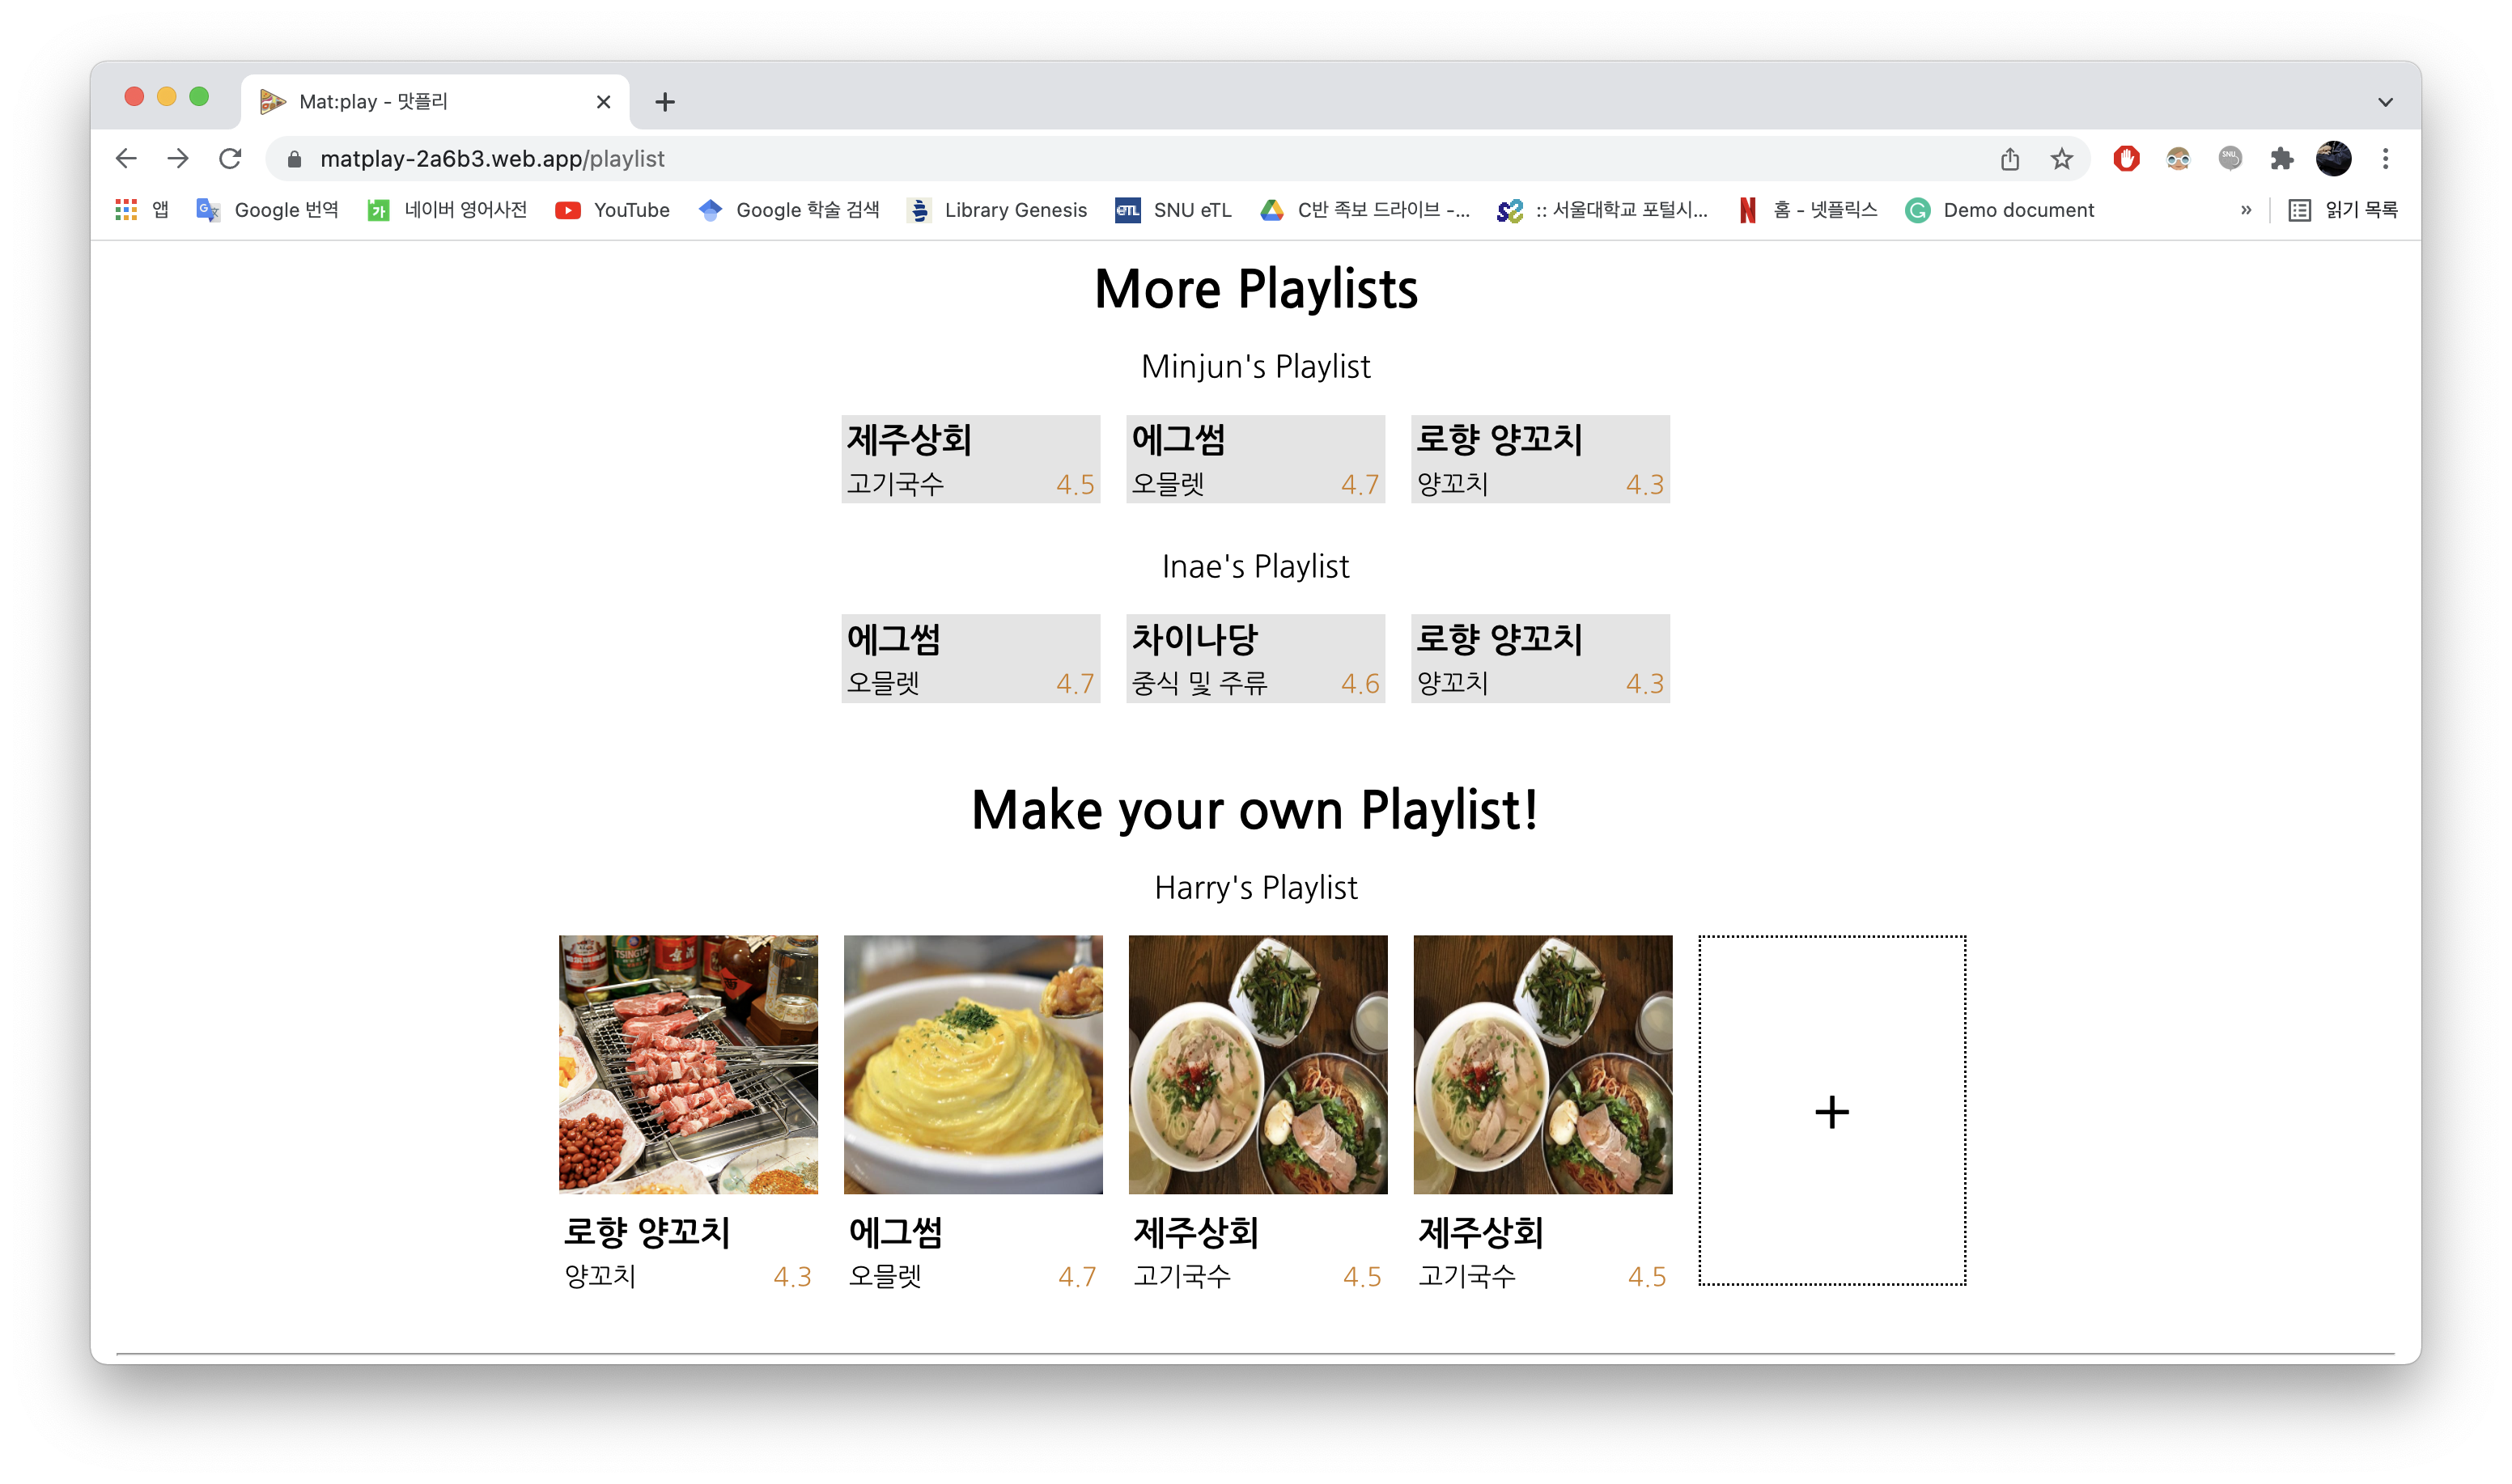 Mat:play - 맛플리
matplay-2a6b3.web.app/playlist
앱 Google 번역 네이버 영어사전 YouTube Google 학술 검색 Library Genesis SNU eTL C반 족보 드라이브 -... :: 서울대학교 포털시... 홈 - 넷플릭스 Demo document » 읽기 목록
More Playlists
Minjun's Playlist
제주상회 에그썸 로향 양꼬치
고기국수 4.5 오믈렛 4.7 양꼬치 4.3
Inae's Playlist
에그썸 차이나당 로향 양꼬치
오믈렛 4.7 중식 및 주류 4.6 양꼬치 4.3
Make your own Playlist!
Harry's Playlist
TSINGTAO
로향 양꼬치 에그썸 제주상회 제주상회
양꼬치 4.3 오믈렛 4.7 고기국수 4.5 고기국수 4.5